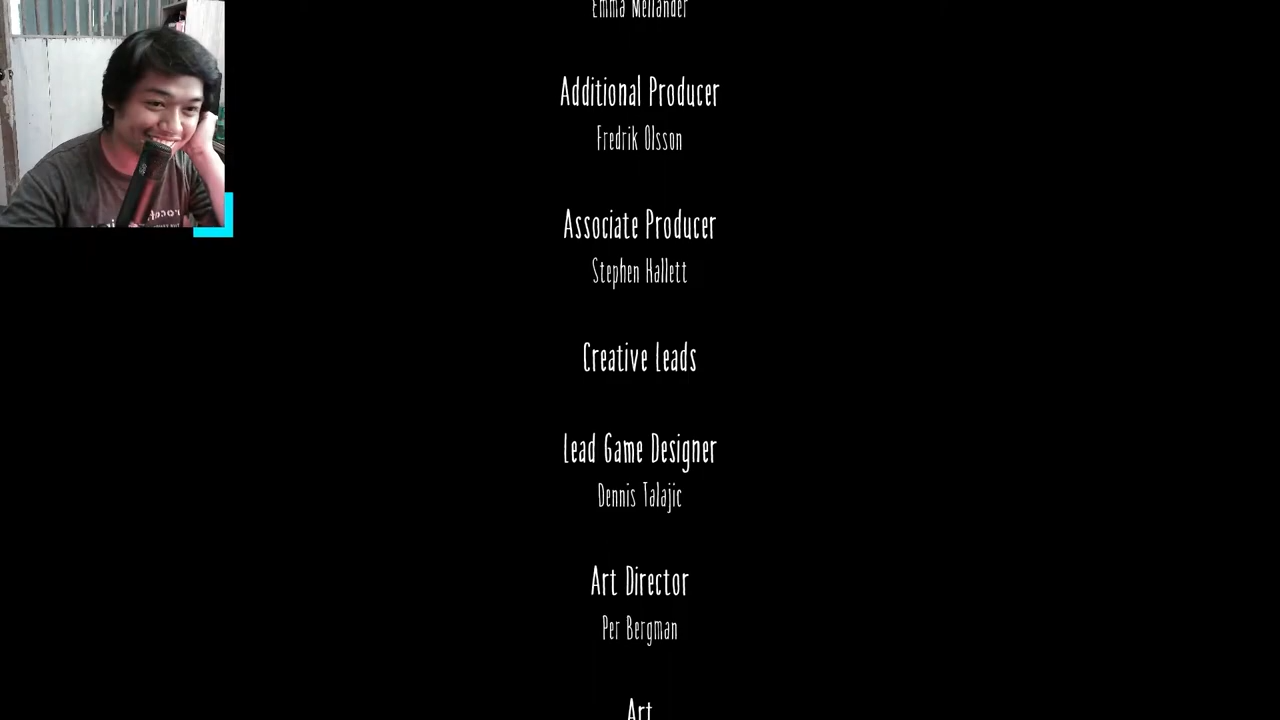 Emma Mellander
Additional Producer
Fredrik Olsson
Associate Producer
Stephen Hallett
Creative Leads
Lead Game Designer
Dennis Talajic
Art Director
Per Bergman
Art